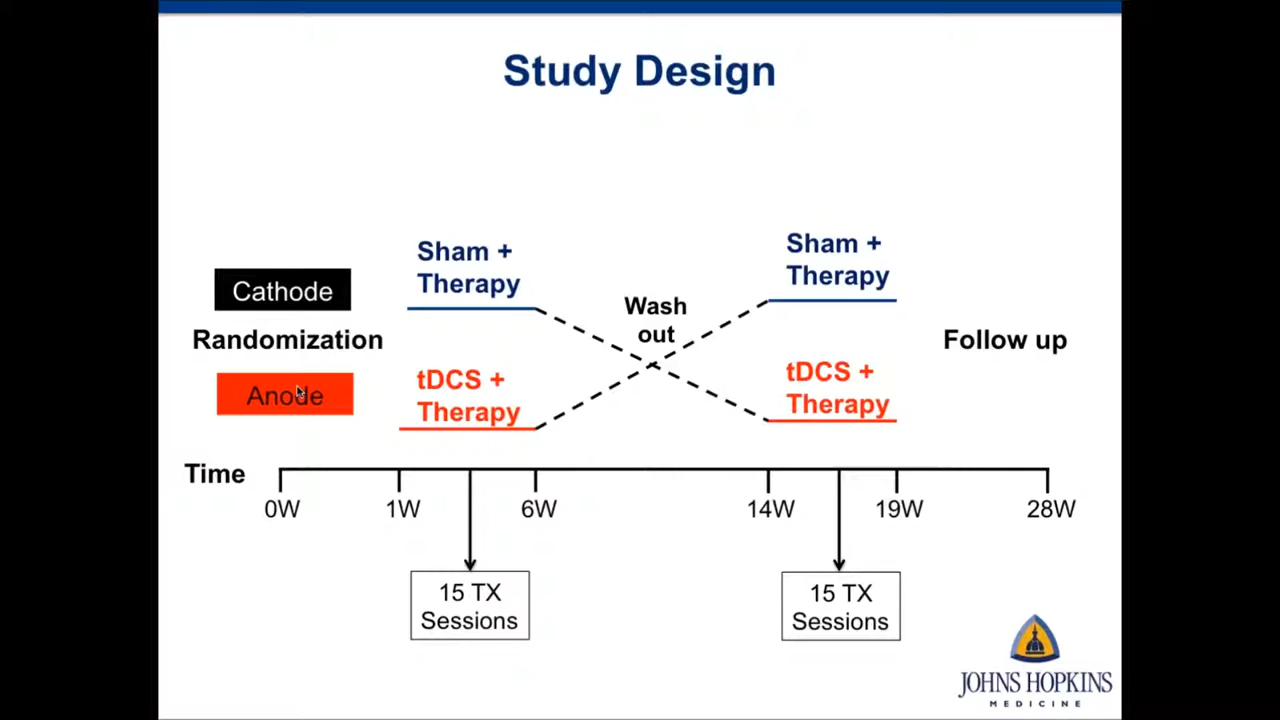 Study Design
Sham +
Therapy
Sham +
Therapy
Cathode
Wash
out
Randomization
Follow up
tDCS +
Therapy
tDCS +
Therapy
Anode
Time
0W
1W
6W
14W
19W
28W
15 TX
Sessions
15 TX
Sessions
JOHNS HOPKINS
MEDICINE